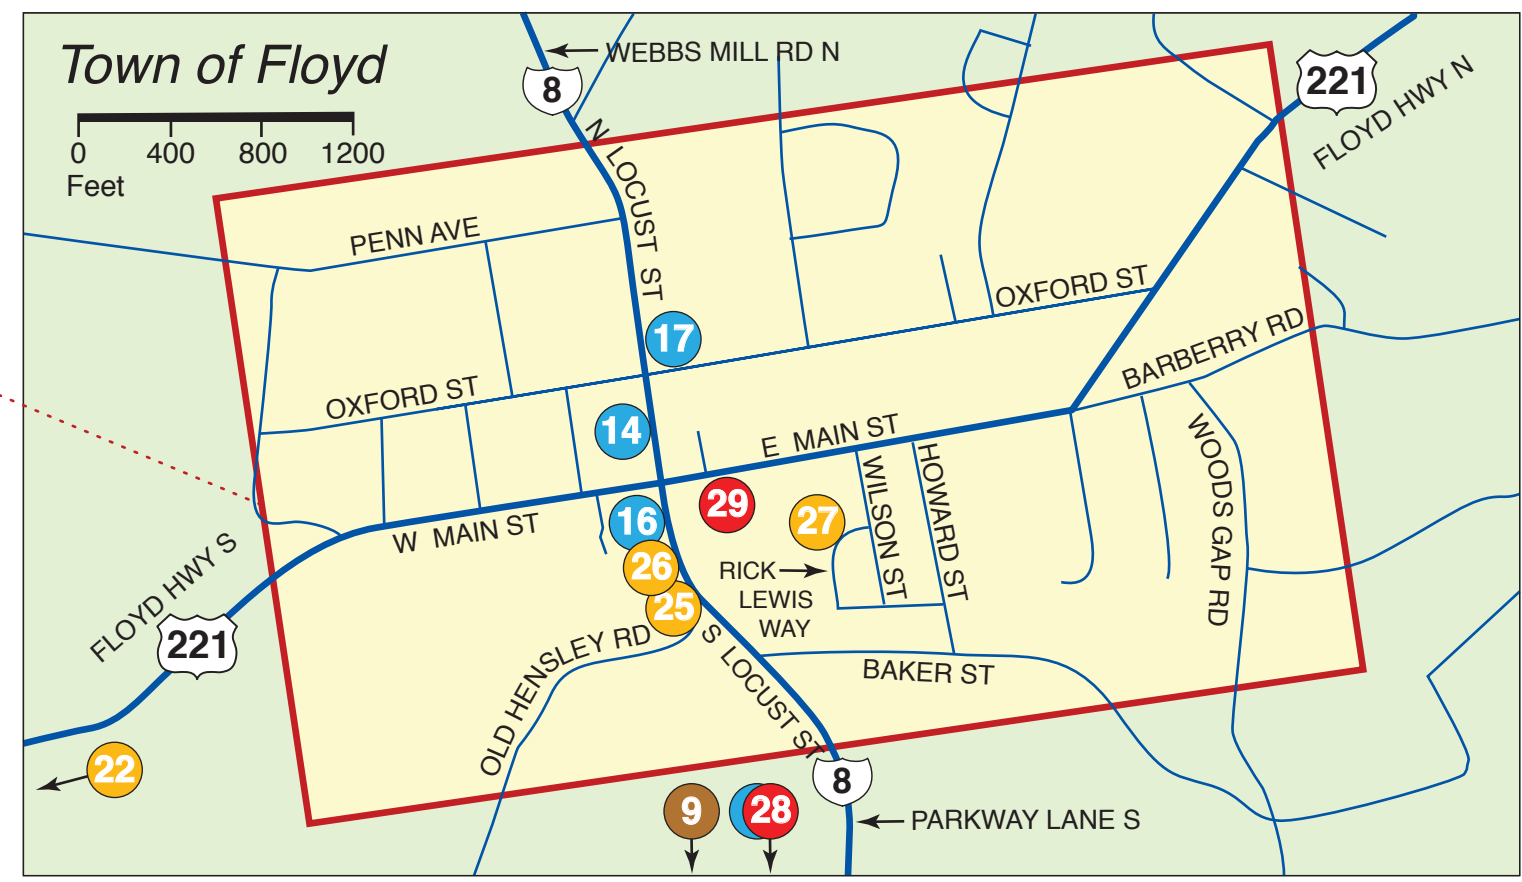 Town of Floyd
0 400 800 1200
Feet
WEBBS MILL RD N
8
221
FLOYD HWY N
N LOCUST ST
PENN AVE
17
OXFORD ST
BARBERRY RD
OXFORD ST
14
E MAIN ST
WOODS GAP RD
HOWARD ST
WILSON ST
29
27
16
W MAIN ST
26
RICK
LEWIS
WAY
25
FLOYD HWY S
221
OLD HENSLEY RD
S LOCUST ST
BAKER ST
22
8
9
28
PARKWAY LANE S